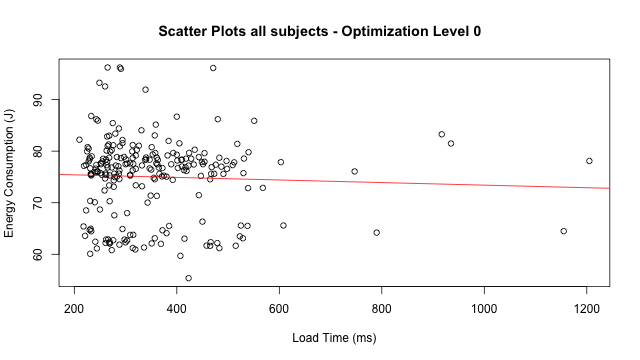 Scatter Plots all subjects - Optimization Level 0
Energy Consumption (J)
90
80
70
60
200 400 600 800 1000 1200
Load Time (ms)